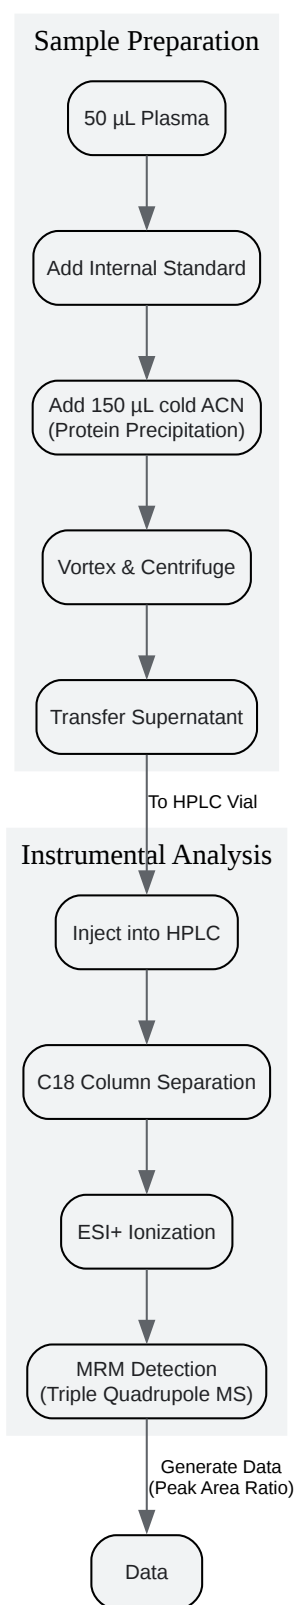 Sample Preparation
50 µL Plasma
Add Internal Standard
Add 150 µL cold ACN
(Protein Precipitation)
Vortex & Centrifuge
Transfer Supernatant
To HPLC Vial
Instrumental Analysis
Inject into HPLC
C18 Column Separation
ESI+ Ionization
MRM Detection
(Triple Quadrupole MS)
Generate Data
(Peak Area Ratio)
Data